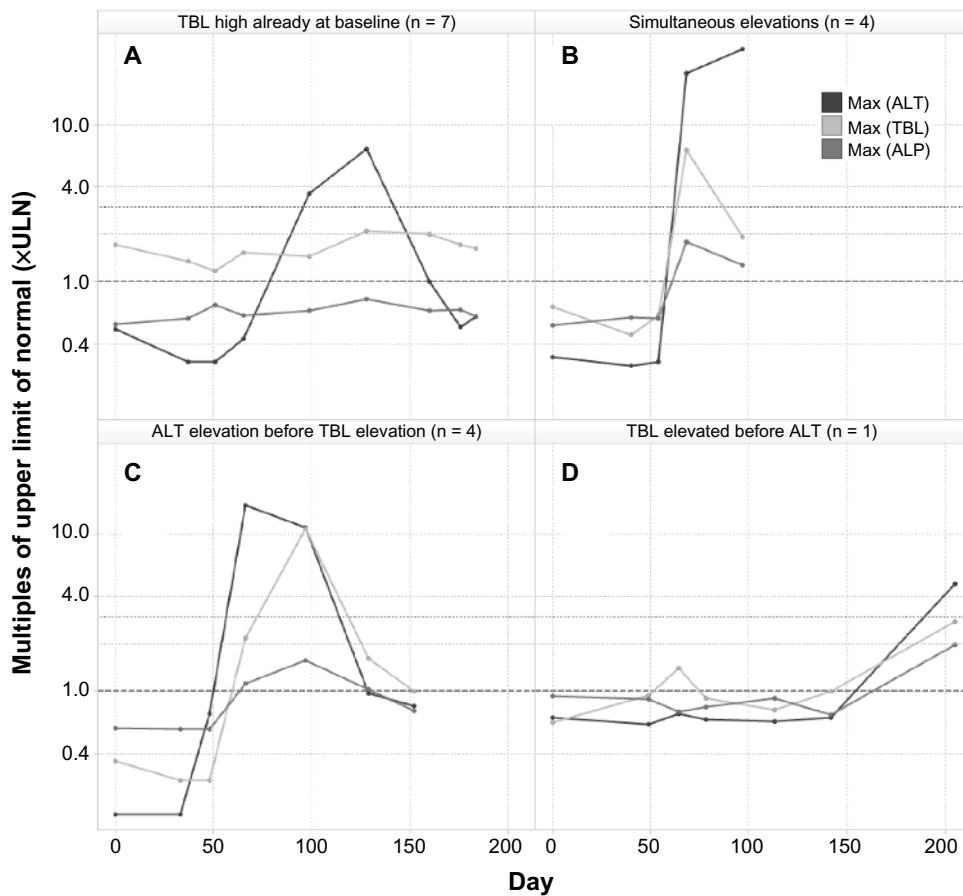 TBL high already at baseline (n = 7)
Simultaneous elevations (n = 4)
A
B
Max (ALT)
Max (TBL)
Max (ALP)
10.0
4.0
1.0
0.4
ALT elevation before TBL elevation (n = 4)
TBL elevated before ALT (n = 1)
C
D
10.0
4.0
1.0
0.4
Multiples of upper limit of normal (×ULN)
0 50 100 150 200
0 50 100 150 200
Day